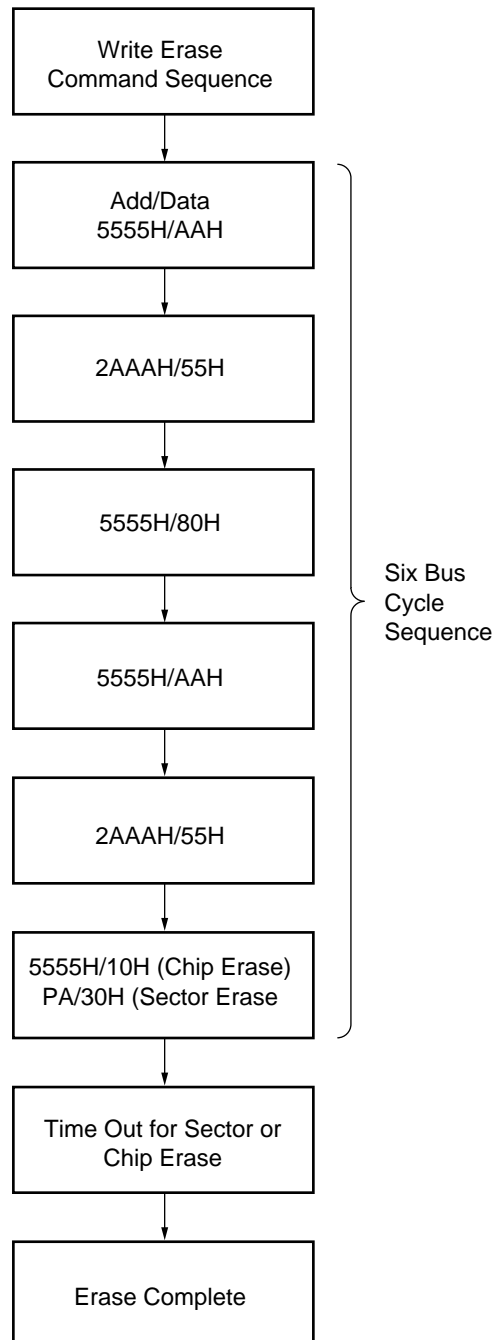 Write Erase
Command Sequence
Add/Data
5555H/AAH
2AAAH/55H
5555H/80H
5555H/AAH
2AAAH/55H
5555H/10H (Chip Erase)
PA/30H (Sector Erase
Time Out for Sector or
Chip Erase
Erase Complete
Six Bus
Cycle
Sequence